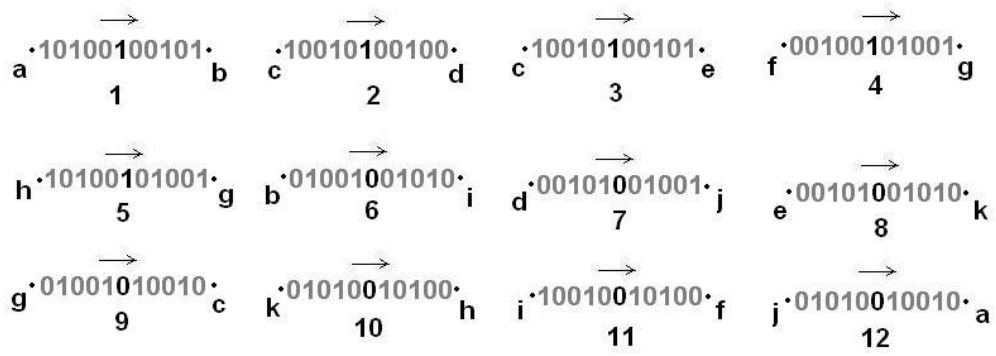 a 10100100101 b
1
c 10010100100 d
2
c 10010100101 e
3
f 00100101001 g
4
h 10100101001 g
5
b 01001001010 i
6
d 00101001001 j
7
e 00101001010 k
8
g 01001010010 c
9
k 01010010100 h
10
i 10010010100 f
11
j 01010010010 a
12